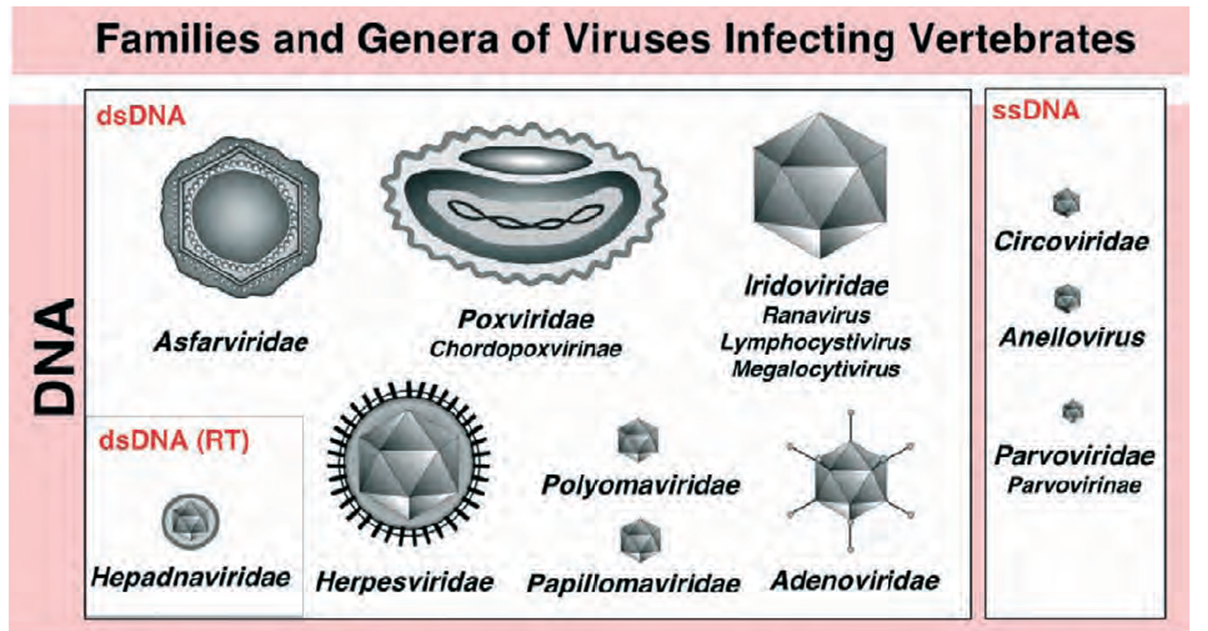 Families and Genera of Viruses Infecting Vertebrates
DNA
dsDNA
Asfarviridae
Poxviridae
Chordopoxvirinae
Iridoviridae
Ranavirus
Lymphocystivirus
Megalocytivirus
dsDNA (RT)
Hepadnaviridae
Herpesviridae
Polyomaviridae
Papillomaviridae
Adenoviridae
ssDNA
Circoviridae
Anellovirus
Parvoviridae
Parvovirinae